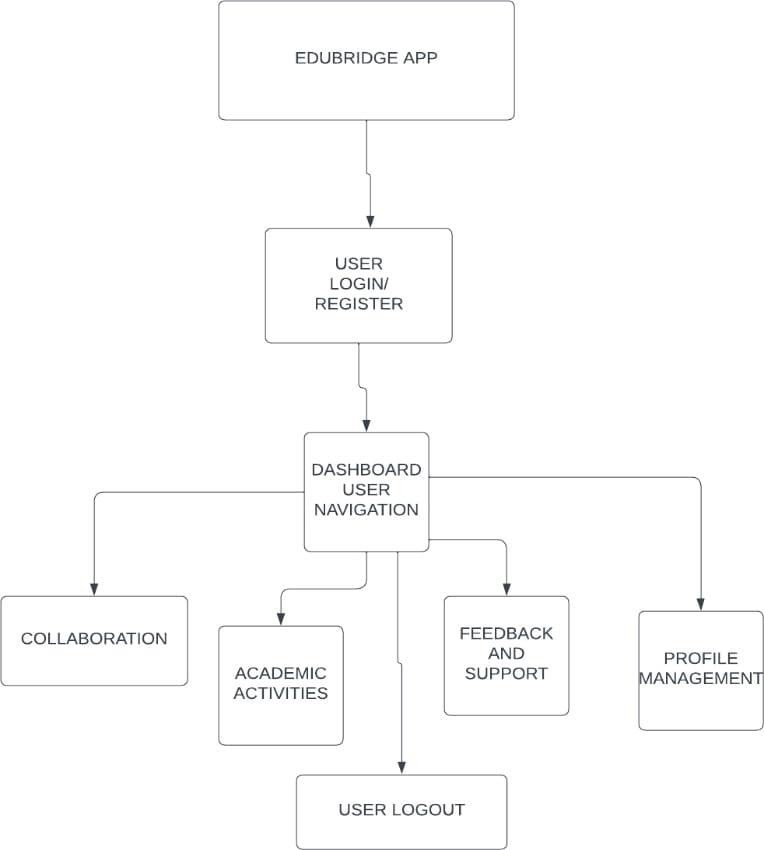 EDUBRIDGE APP
USER
LOGIN/
REGISTER
DASHBOARD
USER
NAVIGATION
COLLABORATION
ACADEMIC
ACTIVITIES
FEEDBACK
AND
SUPPORT
PROFILE
MANAGEMENT
USER LOGOUT